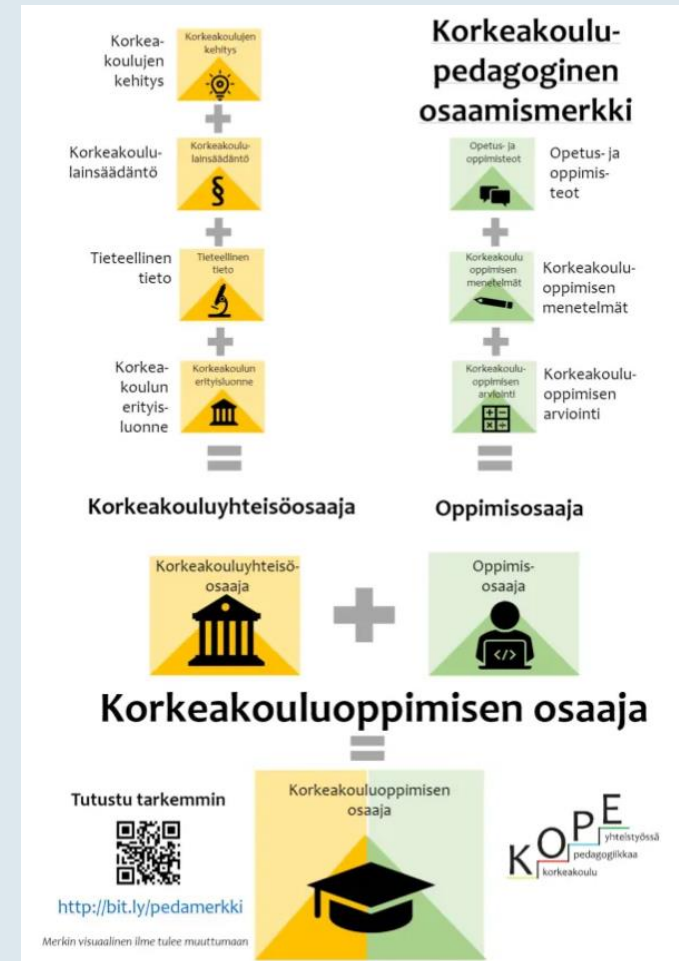 Korkeakoulu-
pedagoginen
osaamismerkki
Korkea-
koulujen
kehitys
Korkeakoulujen
kehitys
Korkeakoulu-
lainsäädäntö
Korkeakoulu-
lainsäädäntö
§
Tieteellinen
tieto
Tieteellinen
tieto
Korkea-
koulun
erityis-
luonne
Korkeakoulun
erityisluonne
Opetus- ja
oppimisteot
Opetus- ja
oppimis-
teot
Korkeakoulu
oppimisen
menetelmät
Korkeakoulu-
oppimisen
menetelmät
Korkeakoulu-
oppimisen
arviointi
Korkeakoulu-
oppimisen
arviointi
Korkeakouluyhteisöosaaja
Oppimisosaaja
Korkeakouluyhteisö-
osaaja
Oppimis-
osaaja
</>
Korkeakouluoppimisen osaaja
Tutustu tarkemmin
http://bit.ly/pedamerkki
Merkin visuaalinen ilme tulee muuttumaan
Korkeakouluoppimisen
osaaja
KOPE
yhteistyössä
pedagogiikkaa
korkeakoulu